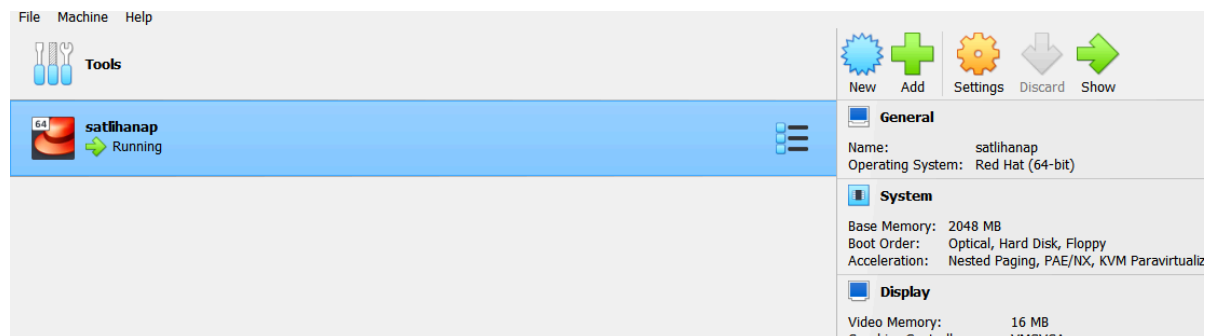 File Machine Help
Tools
New Add Settings Discard Show
64
satlihanap
Running
General
Name: satlihanap
Operating System: Red Hat (64-bit)
System
Base Memory: 2048 MB
Boot Order: Optical, Hard Disk, Floppy
Acceleration: Nested Paging, PAE/NX, KVM Paravirtualiz
Display
Video Memory: 16 MB